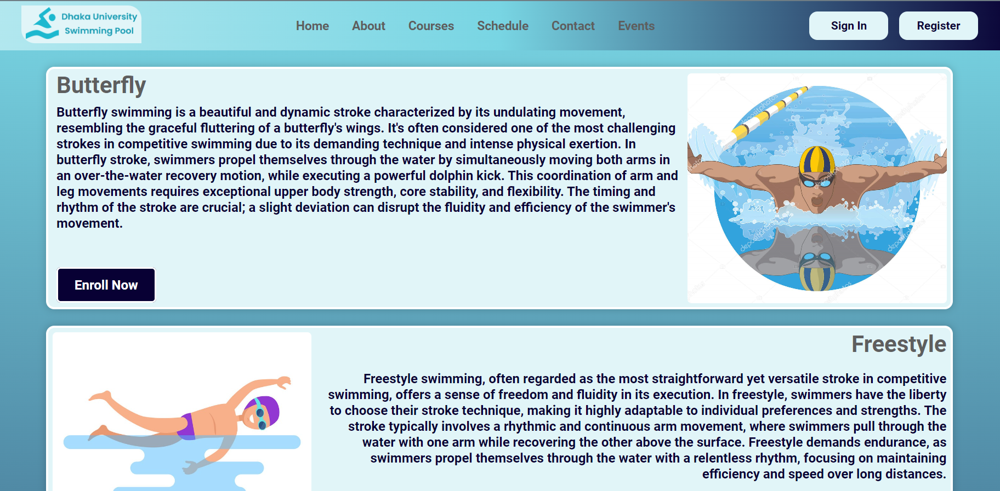 Dhaka University
Swimming Pool
Home
About
Courses
Schedule
Contact
Events
Sign In
Register
Butterfly
Butterfly swimming is a beautiful and dynamic stroke characterized by its undulating movement,
resembling the graceful fluttering of a butterfly's wings. It's often considered one of the most challenging
strokes in competitive swimming due to its demanding technique and intense physical exertion. In
butterfly stroke, swimmers propel themselves through the water by simultaneously moving both arms in
an over-the-water recovery motion, while executing a powerful dolphin kick. This coordination of arm and
leg movements requires exceptional upper body strength, core stability, and flexibility. The timing and
rhythm of the stroke are crucial; a slight deviation can disrupt the fluidity and efficiency of the swimmer's
movement.
Enroll Now
depositphotos
depositphotos
depositphotos
depositphotos
Freestyle
Freestyle swimming, often regarded as the most straightforward yet versatile stroke in competitive
swimming, offers a sense of freedom and fluidity in its execution. In freestyle, swimmers have the liberty
to choose their stroke technique, making it highly adaptable to individual preferences and strengths. The
stroke typically involves a rhythmic and continuous arm movement, where swimmers pull through the
water with one arm while recovering the other above the surface. Freestyle demands endurance, as
swimmers propel themselves through the water with a relentless rhythm, focusing on maintaining
efficiency and speed over long distances.